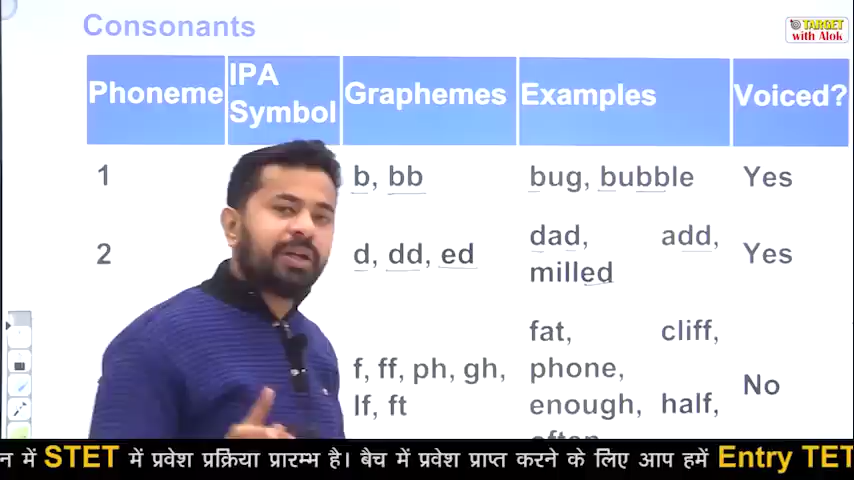 Consonants
TARGET
with Alok
Phoneme IPA Symbol Graphemes Examples Voiced?
1 b, bb bug, bubble Yes
2 d, dd, ed dad, add, milled Yes
f, ff, ph, gh, lf, ft fat, cliff, phone, enough, half, often No
न में STET में प्रवेश प्रक्रिया प्रारम्भ है। बैच में प्रवेश प्राप्त करने के लिए आप हमें Entry TET